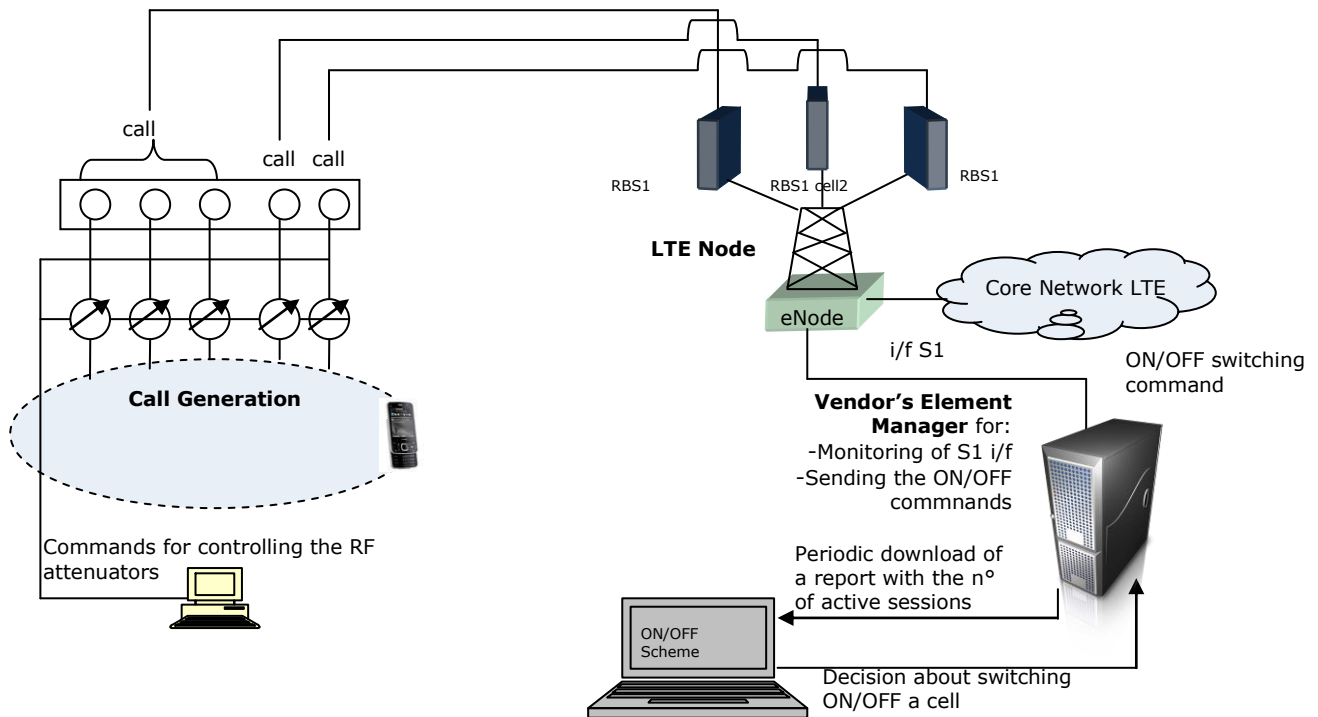 call
call call
RBS1
RBS1 cell2
RBS1
LTE Node
Core Network LTE
eNode
i/f S1
ON/OFF switching
command
Call Generation
Vendor's Element
Manager for:
-Monitoring of S1 i/f
-Sending the ON/OFF
commnands
Commands for controlling the RF
attenuators
Periodic download of
a report with the n°
of active sessions
ON/OFF
Scheme
Decision about switching
ON/OFF a cell